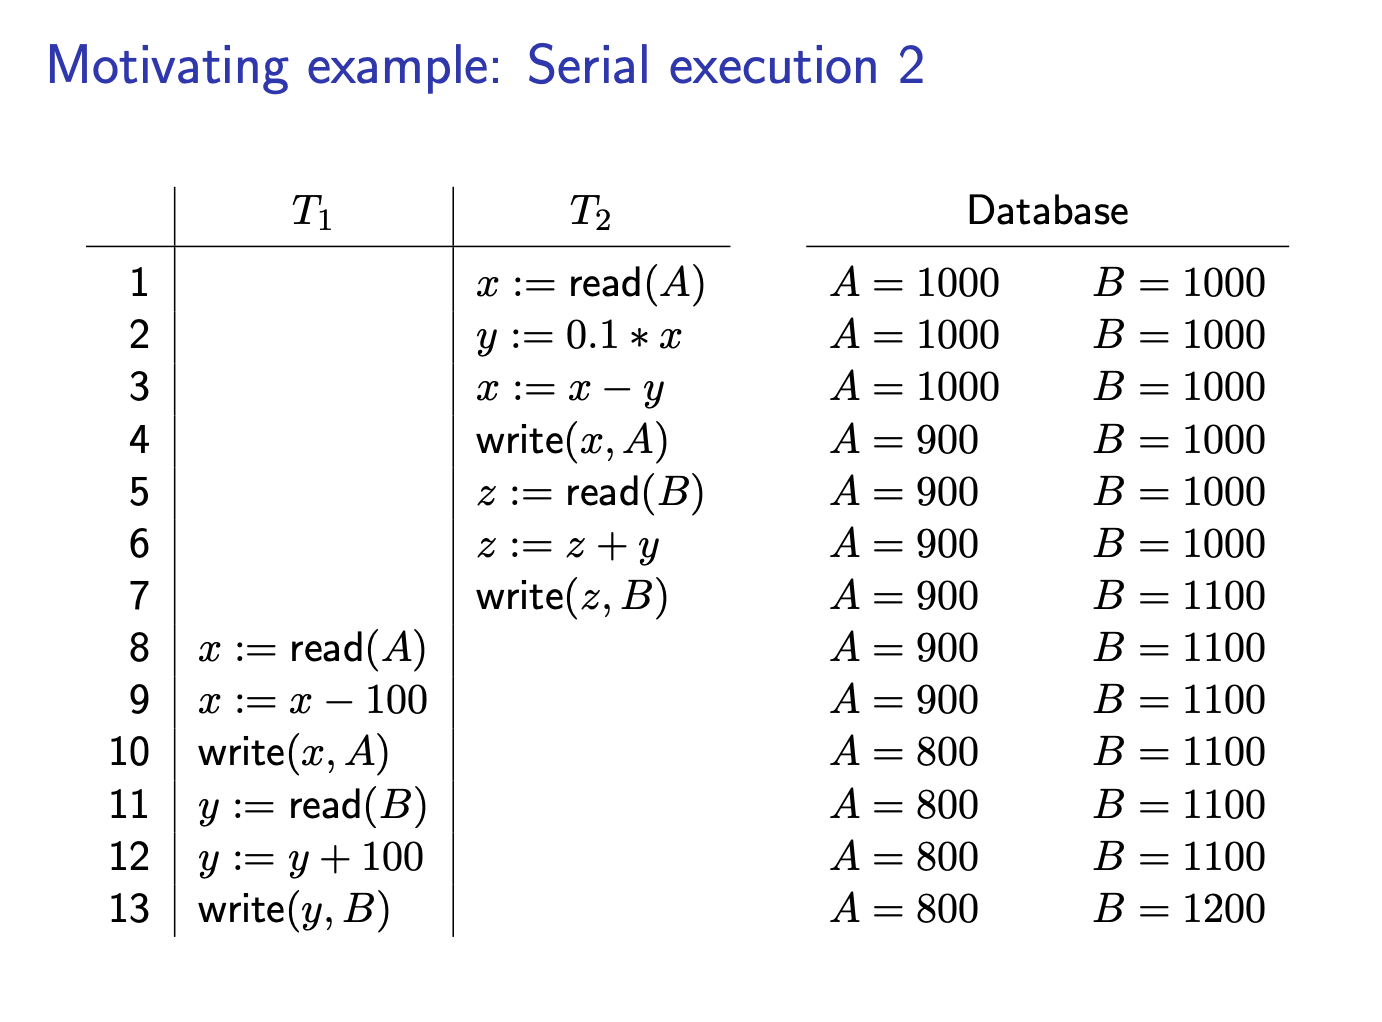 Motivating example: Serial execution 2
T₁ T₂ Database
1 x := read(A) A = 1000 B = 1000
2 y := 0.1 ∗ x A = 1000 B = 1000
3 x := x − y A = 1000 B = 1000
4 write(x, A) A = 900 B = 1000
5 z := read(B) A = 900 B = 1000
6 z := z + y A = 900 B = 1000
7 write(z, B) A = 900 B = 1100
8 x := read(A) A = 900 B = 1100
9 x := x − 100 A = 900 B = 1100
10 write(x, A) A = 800 B = 1100
11 y := read(B) A = 800 B = 1100
12 y := y + 100 A = 800 B = 1100
13 write(y, B) A = 800 B = 1200